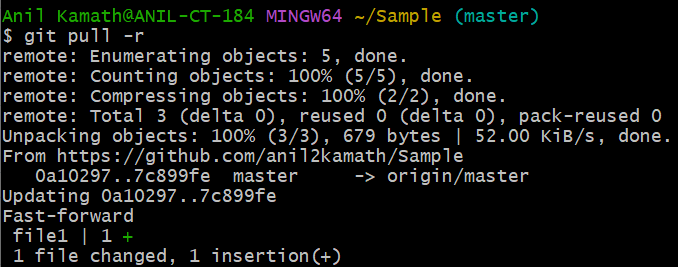 Anil Kamath@ANIL-CT-184 MINGW64 ~/Sample (master)
$ git pull -r
remote: Enumerating objects: 5, done.
remote: Counting objects: 100% (5/5), done.
remote: Compressing objects: 100% (2/2), done.
remote: Total 3 (delta 0), reused 0 (delta 0), pack-reused 0
Unpacking objects: 100% (3/3), 679 bytes | 52.00 KiB/s, done.
From https://github.com/anil2kamath/Sample
   0a10297..7c899fe  master     -> origin/master
Updating 0a10297..7c899fe
Fast-forward
 file1 | 1 +
 1 file changed, 1 insertion(+)